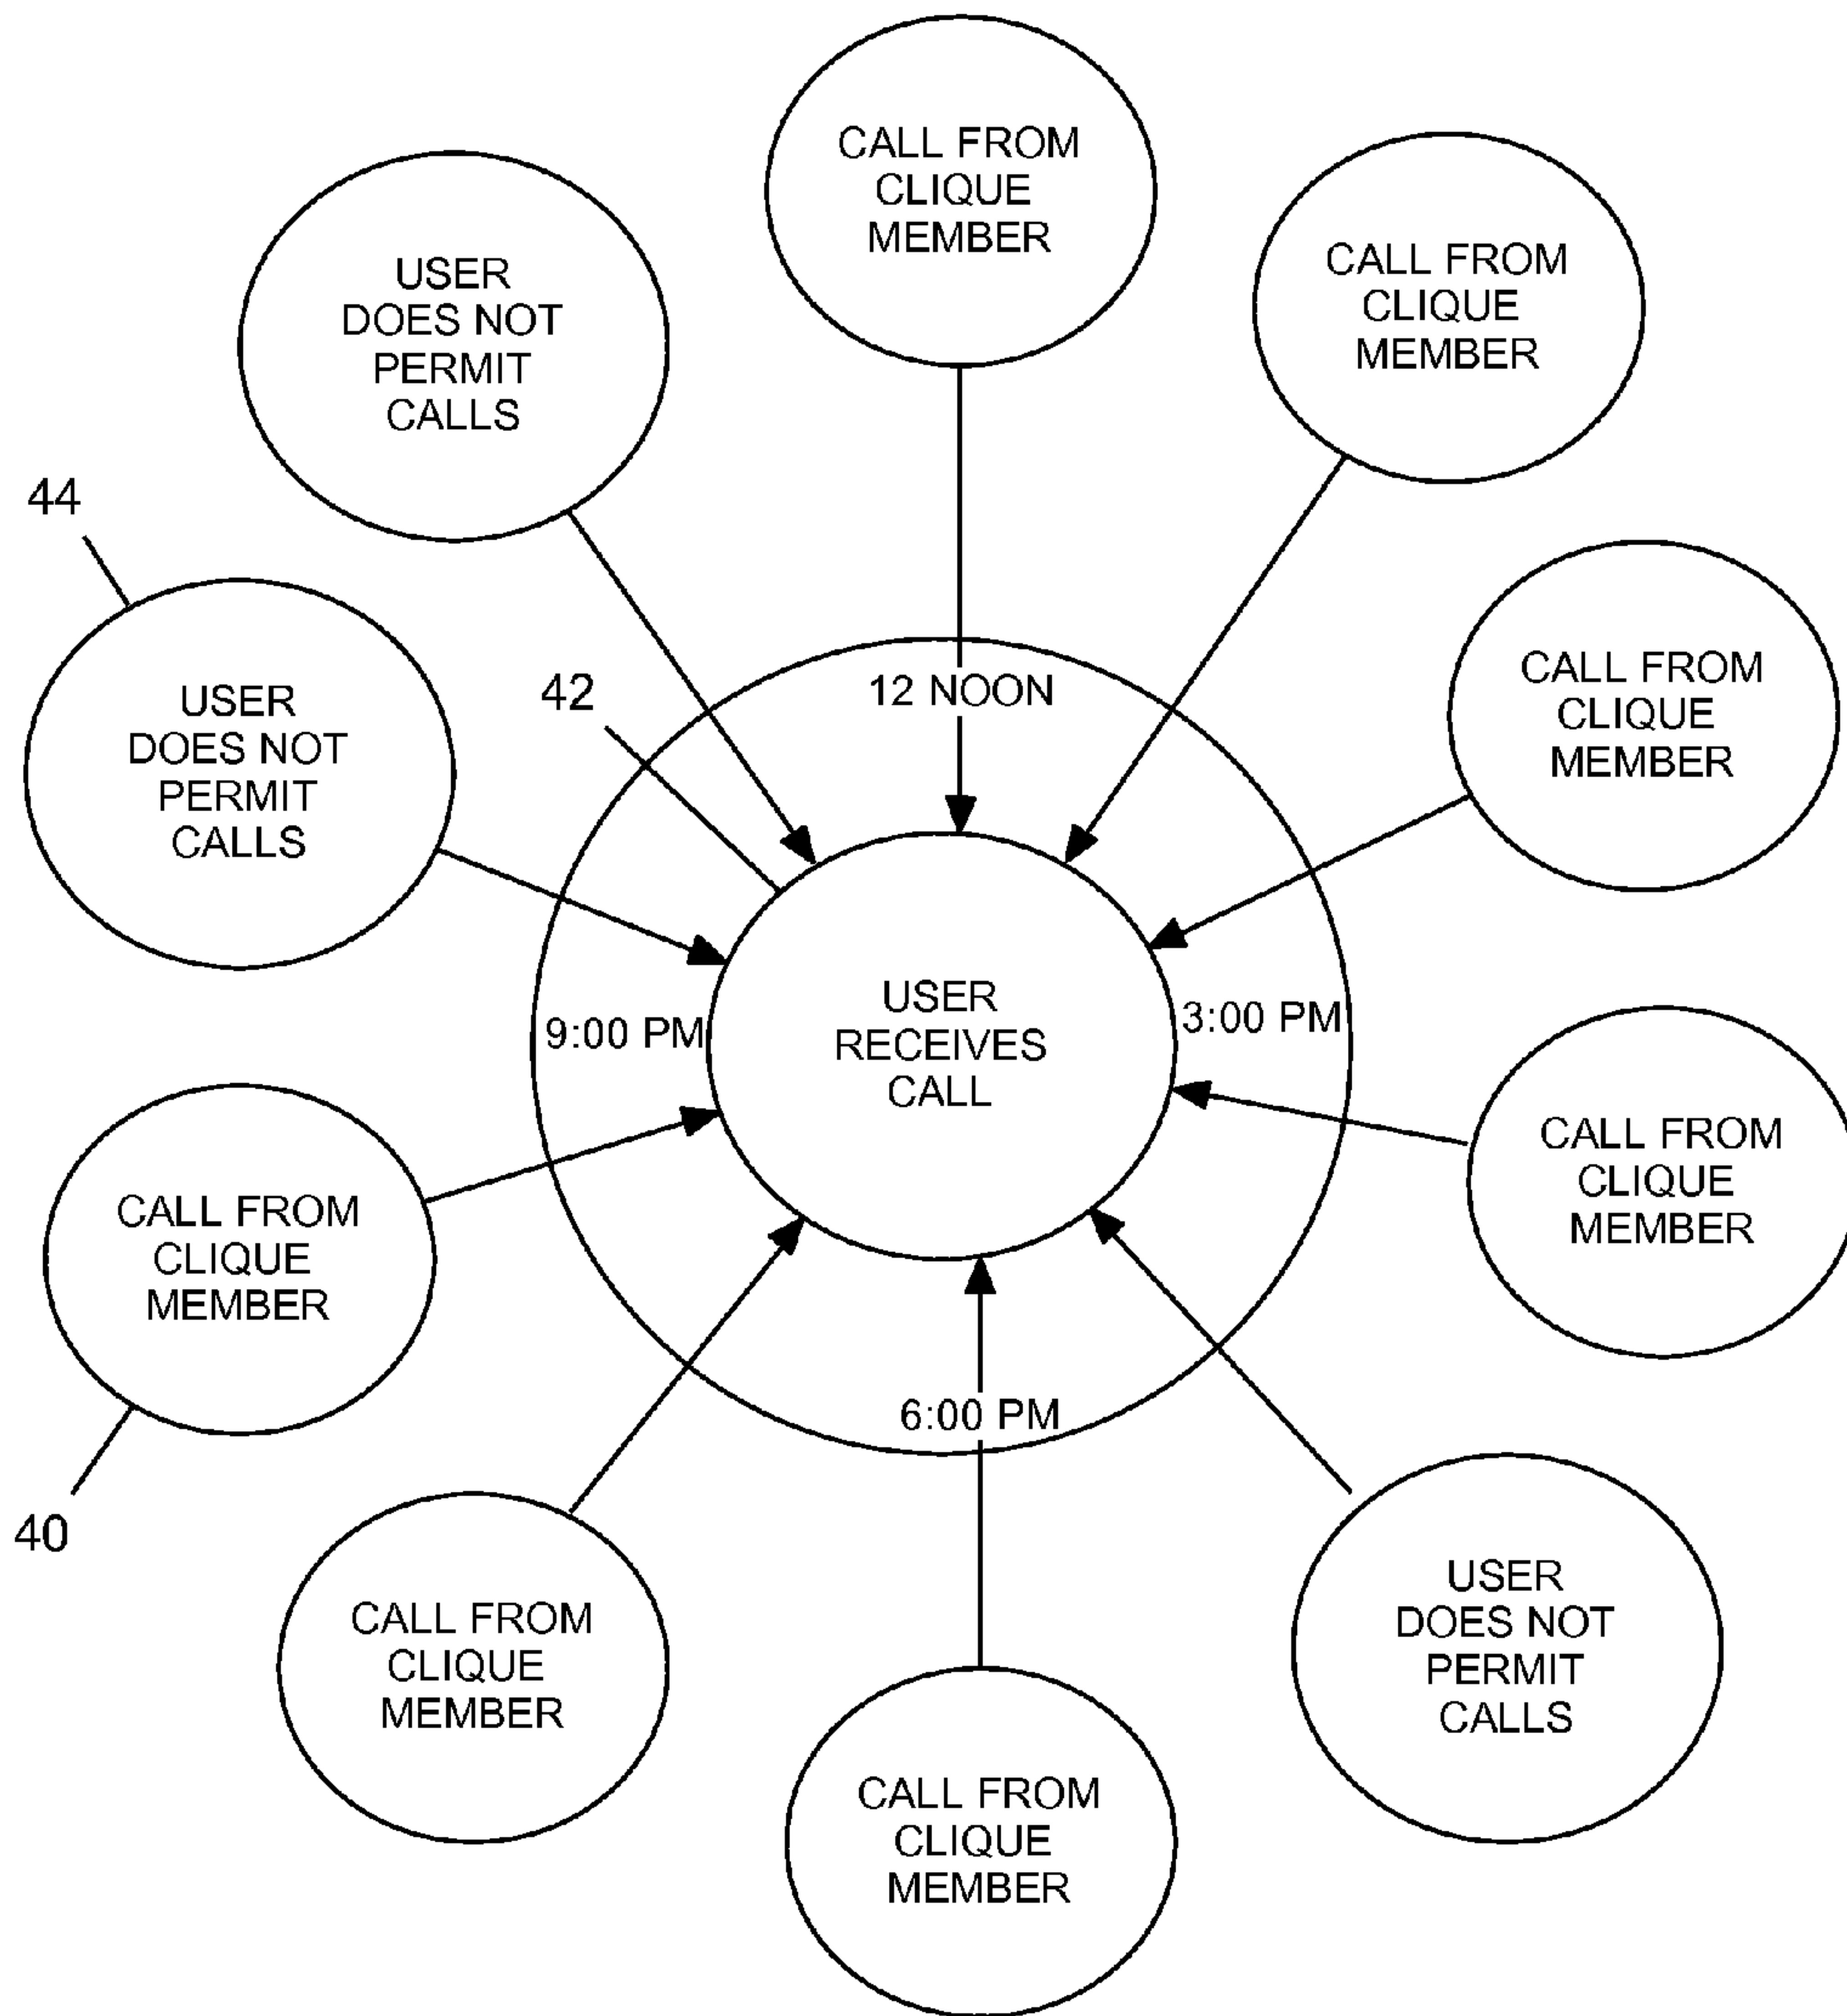 CALL FROM
CLIQUE
MEMBER
CALL FROM
CLIQUE
MEMBER
USER
DOES NOT
PERMIT
CALLS
44
USER
DOES NOT
PERMIT
CALLS
42
12 NOON
CALL FROM
CLIQUE
MEMBER
9:00 PM
USER
RECEIVES
CALL
3:00 PM
CALL FROM
CLIQUE
MEMBER
CALL FROM
CLIQUE
MEMBER
40
6:00 PM
CALL FROM
CLIQUE
MEMBER
USER
DOES NOT
PERMIT
CALLS
CALL FROM
CLIQUE
MEMBER